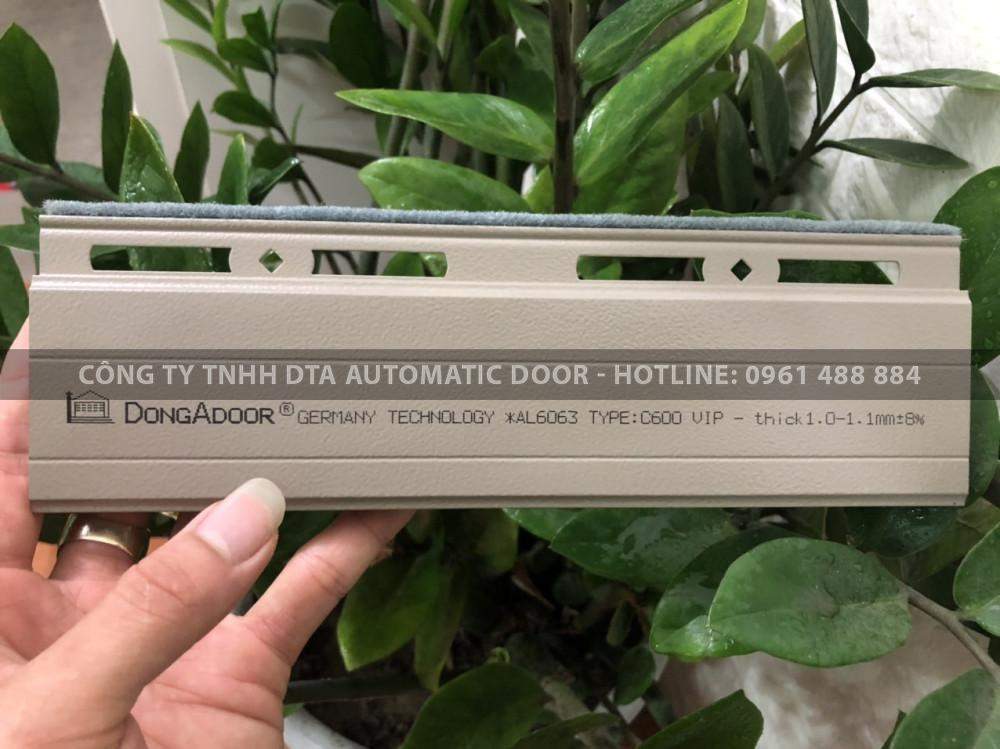 CÔNG TY TNHH DTA AUTOMATIC DOOR - HOTLINE: 0961 488 884
DONGADOOR® GERMANY TECHNOLOGY *AL6063 TYPE:C600 VIP - thick1.0-1.1mm±8%